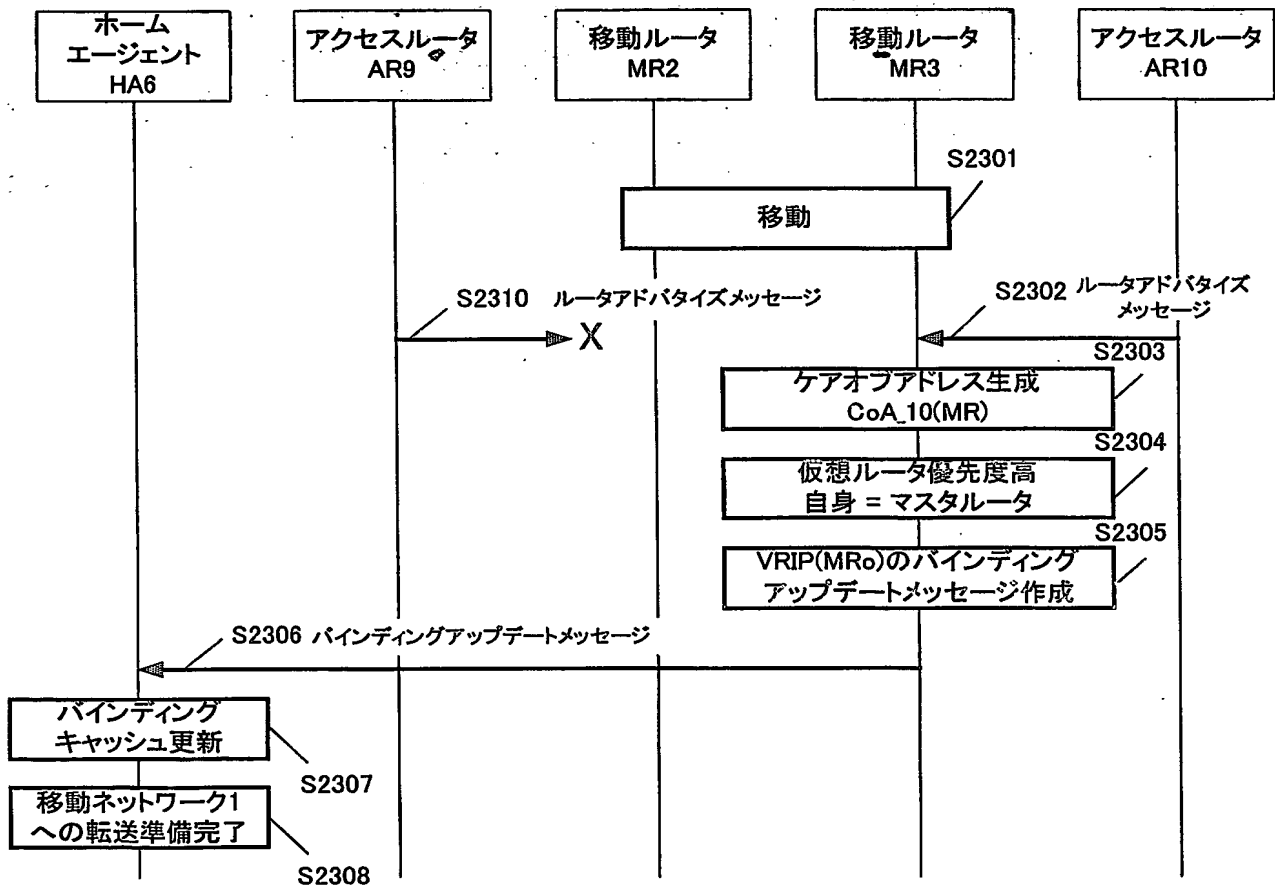 ホーム
エージェント
HA6
アクセスルータ
AR9
移動ルータ
MR2
移動ルータ
MR3
アクセスルータ
AR10
S2301
移動
S2310 ルータアドバタイズメッセージ
X
S2302 ルータアドバタイズ
メッセージ
S2303
ケアオブアドレス生成
CoA_10(MR)
S2304
仮想ルータ優先度高
自身 = マスタルータ
S2305
VRIP(MRo)のバインディング
アップデートメッセージ作成
S2306 バインディングアップデートメッセージ
バインディング
キャッシュ更新
S2307
移動ネットワーク1
への転送準備完了
S2308